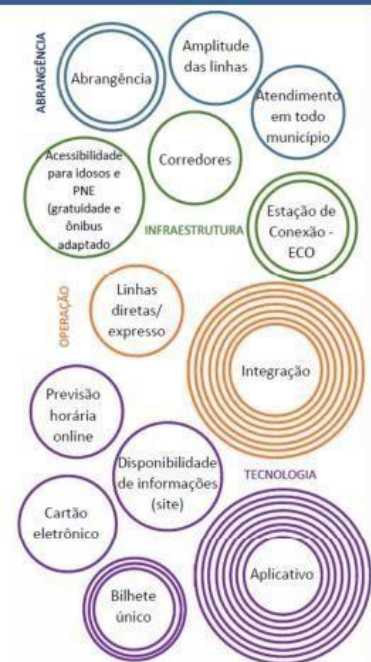 ABRANGÊNCIA
Abrangência
Amplitude
das linhas
Atendimento
em todo
município
Acessibilidade
para idosos e
PNE
(gratuidade e
ônibus
adaptado
Corredores
INFRAESTRUTURA
Estação de
Conexão -
ECO
OPERAÇÃO
Linhas
diretas/
expresso
Integração
Previsão
horária
online
Disponibilidade
de informações
(site)
TECNOLOGIA
Cartão
eletrônico
Aplicativo
Bilhete
único